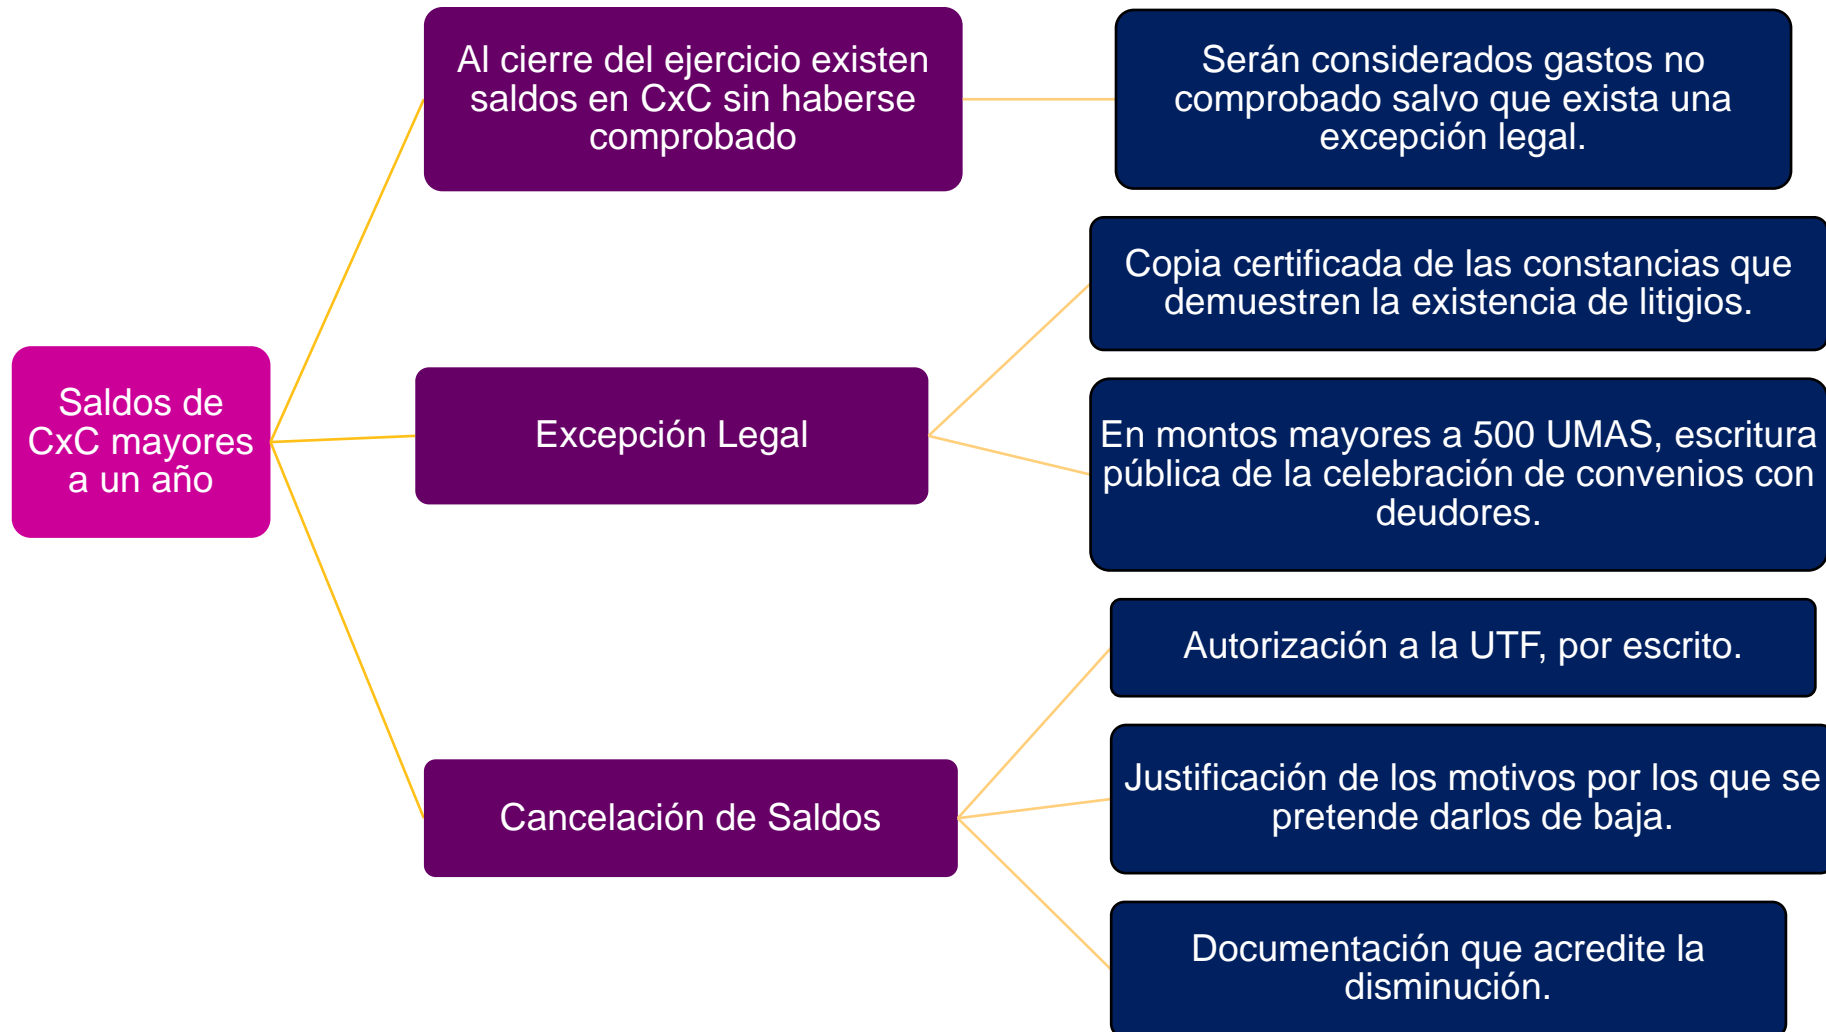 Saldos de
CxC mayores
a un año
Al cierre del ejercicio existen
saldos en CxC sin haberse
comprobado
Serán considerados gastos no
comprobado salvo que exista una
excepción legal.
Excepción Legal
Copia certificada de las constancias que
demuestren la existencia de litigios.
En montos mayores a 500 UMAS, escritura
pública de la celebración de convenios con
deudores.
Cancelación de Saldos
Autorización a la UTF, por escrito.
Justificación de los motivos por los que se
pretende darlos de baja.
Documentación que acredite la
disminución.